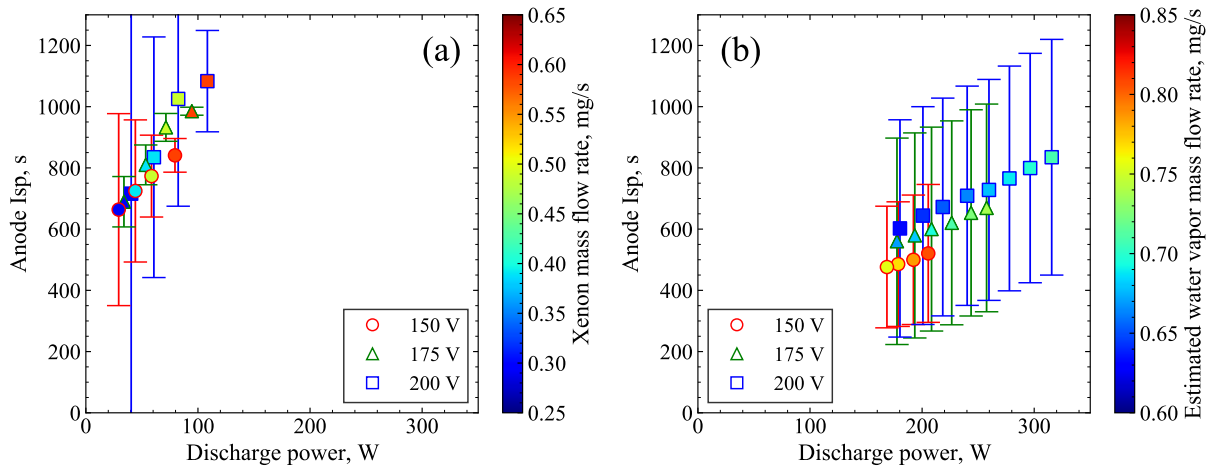 (a)
Anode Isp, s
1200
1000
800
600
400
200
0
0 100 200 300
Discharge power, W
150 V
175 V
200 V
0.65
0.60
0.55
0.50
0.45
0.40
0.35
0.30
0.25
Xenon mass flow rate, mg/s
(b)
Anode Isp, s
1200
1000
800
600
400
200
0
0 100 200 300
Discharge power, W
150 V
175 V
200 V
0.85
0.80
0.75
0.70
0.65
0.60
Estimated water vapor mass flow rate, mg/s